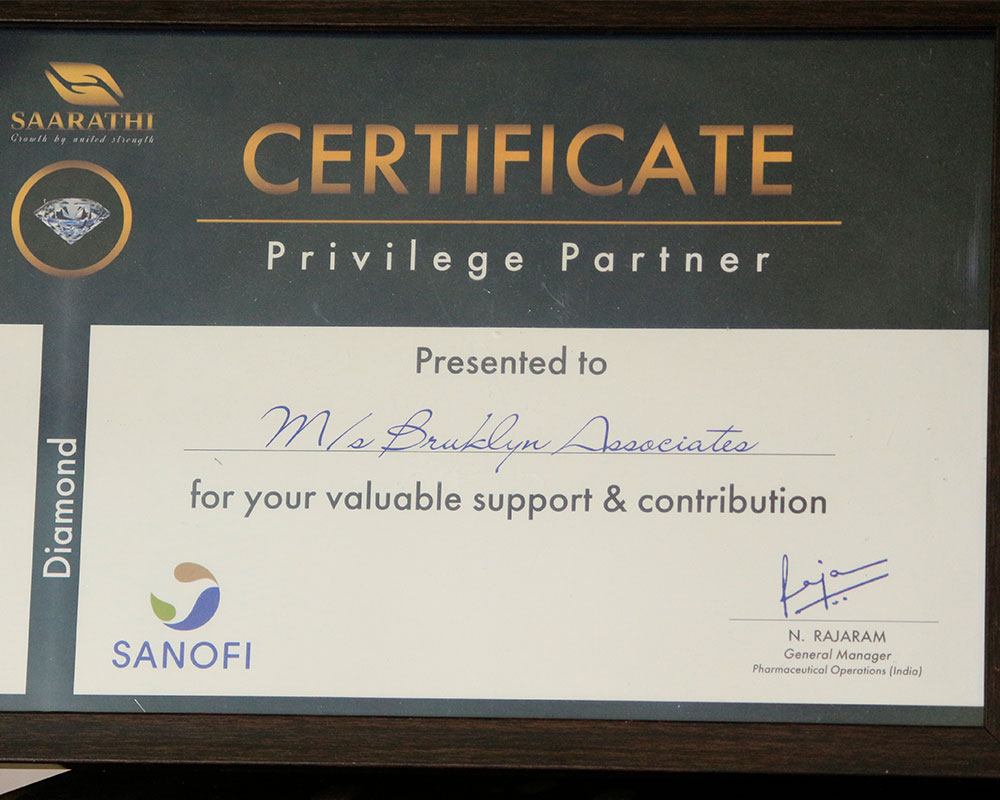 SAARATHI
Growth by united strength
CERTIFICATE
Privilege Partner
Diamond
Presented to
M/s Bruklyn Associates
for your valuable support & contribution
SANOFI
Raja
N. RAJARAM
General Manager
Pharmaceutical Operations (India)